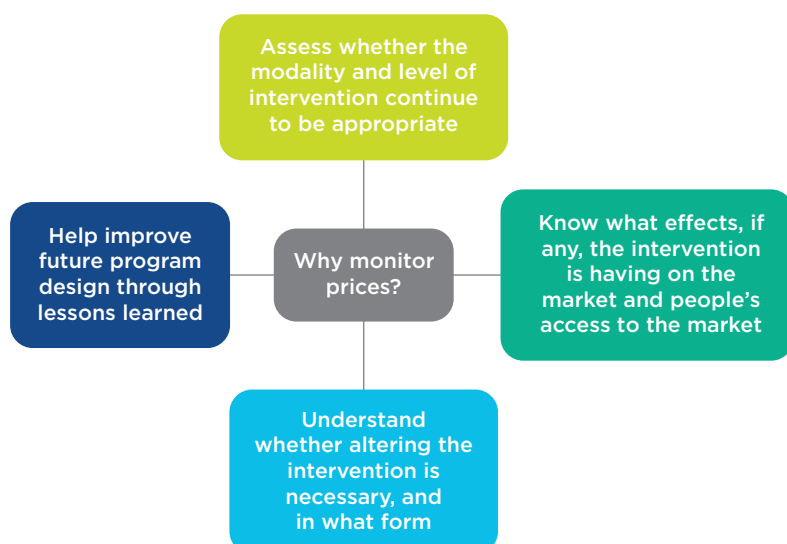 Assess whether the
modality and level of
intervention continue
to be appropriate
Help improve
future program
design through
lessons learned
Why monitor
prices?
Know what effects, if
any, the intervention
is having on the
market and people’s
access to the market
Understand
whether altering the
intervention is
necessary, and
in what form